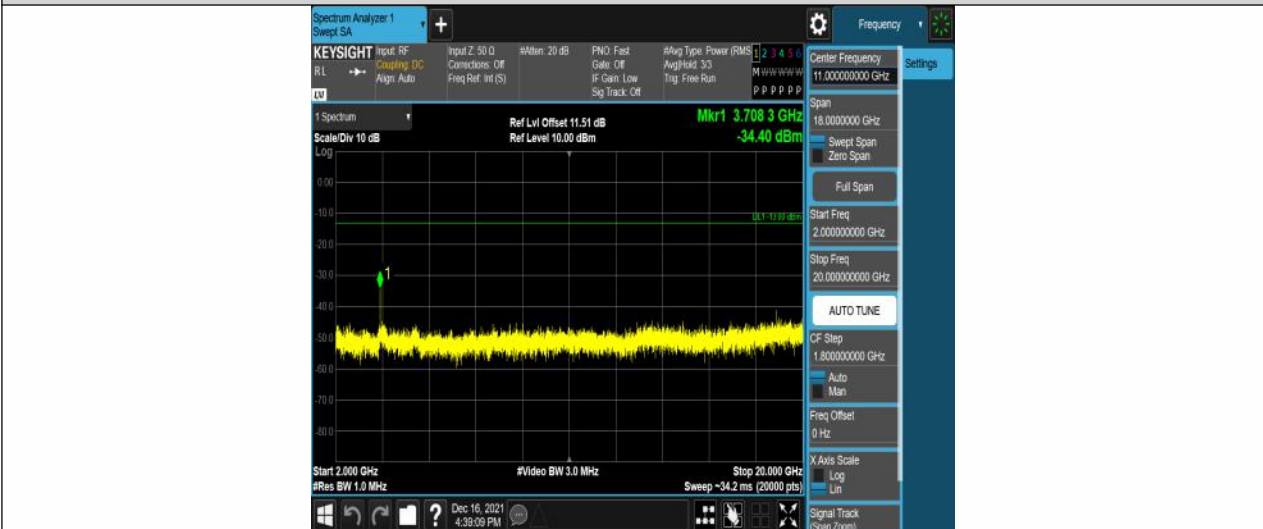 Spectrum Analyzer 1
Swept SA
+
Frequency
KEYSIGHT
RL
LV
Input: RF
Coupling: DC
Align: Auto
Input Z: 50 Ω
Corrections: Off
Freq Ref: Int (S)
#Atten: 20 dB
PNO: Fast
Gate: Off
IF Gain: Low
Sig Track: Off
#Avg Type: Power (RMS
Avg|Hold: 3/3
Trig: Free Run
1 2 3 4 5 6
M W W W W W
P P P P P P
1 Spectrum
Scale/Div 10 dB
Log
Ref Lvl Offset 11.51 dB
Ref Level 10.00 dBm
Mkr1 3.708 3 GHz
-34.40 dBm
0.00
-10.0
DL1 -13.00 dBm
-20.0
-30.0
1
-40.0
-50.0
-60.0
-70.0
-80.0
Start 2.000 GHz
#Res BW 1.0 MHz
#Video BW 3.0 MHz
Stop 20.000 GHz
Sweep ~34.2 ms (20000 pts)
Center Frequency
11.000000000 GHz
Settings
Span
18.0000000 GHz
Swept Span
Zero Span
Full Span
Start Freq
2.000000000 GHz
Stop Freq
20.000000000 GHz
AUTO TUNE
CF Step
1.800000000 GHz
Auto
Man
Freq Offset
0 Hz
X Axis Scale
Log
Lin
Signal Track
(Span Zoom)
?
Dec 16, 2021
4:39:09 PM